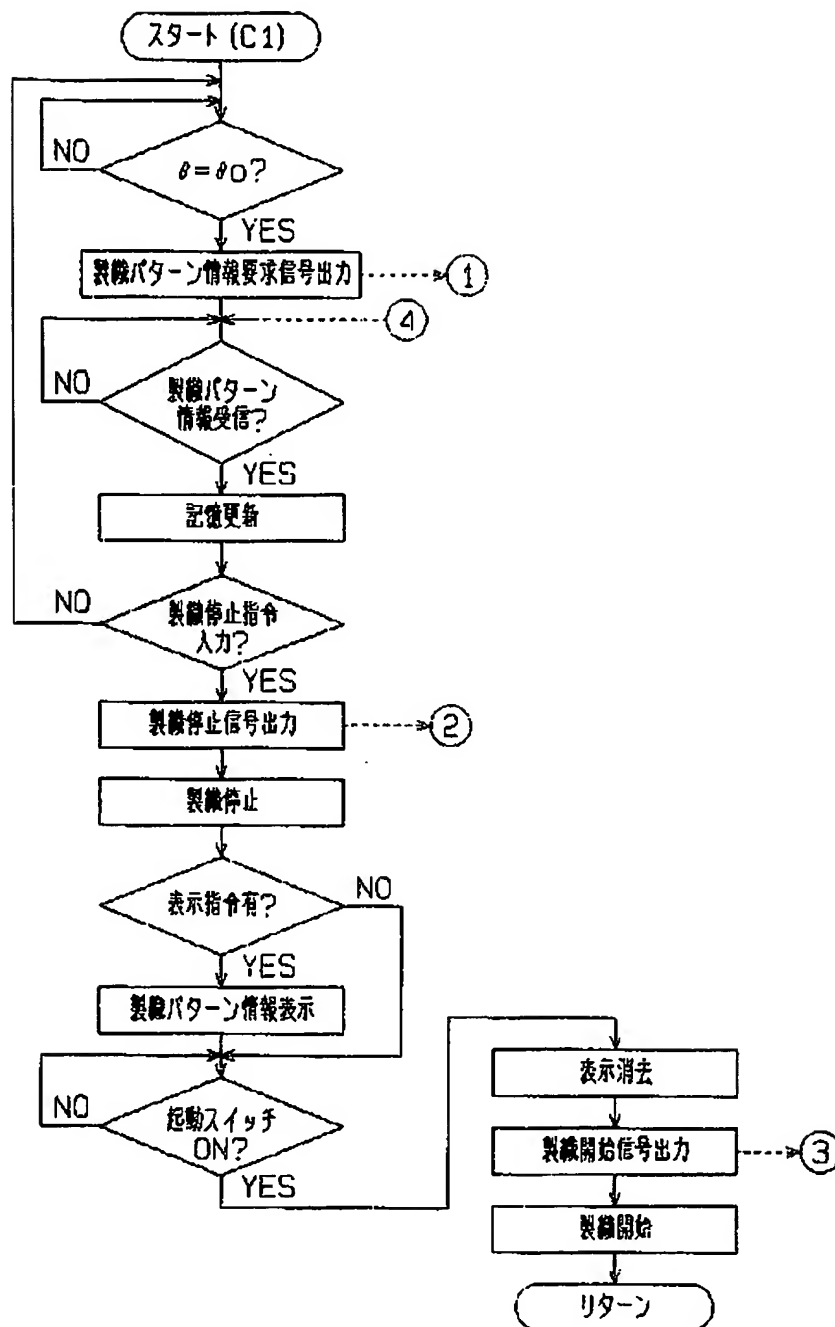 スタート(C1)
NO
θ=θ0?
YES
製織パターン情報要求信号出力
①
④
NO
製織パターン
情報受信?
YES
記憶更新
NO
製織停止指令
入力?
YES
製織停止信号出力
②
製織停止
表示指令有?
NO
YES
製織パターン情報表示
NO
起動スイッチ
ON?
YES
表示消去
製織開始信号出力
③
製織開始
リターン